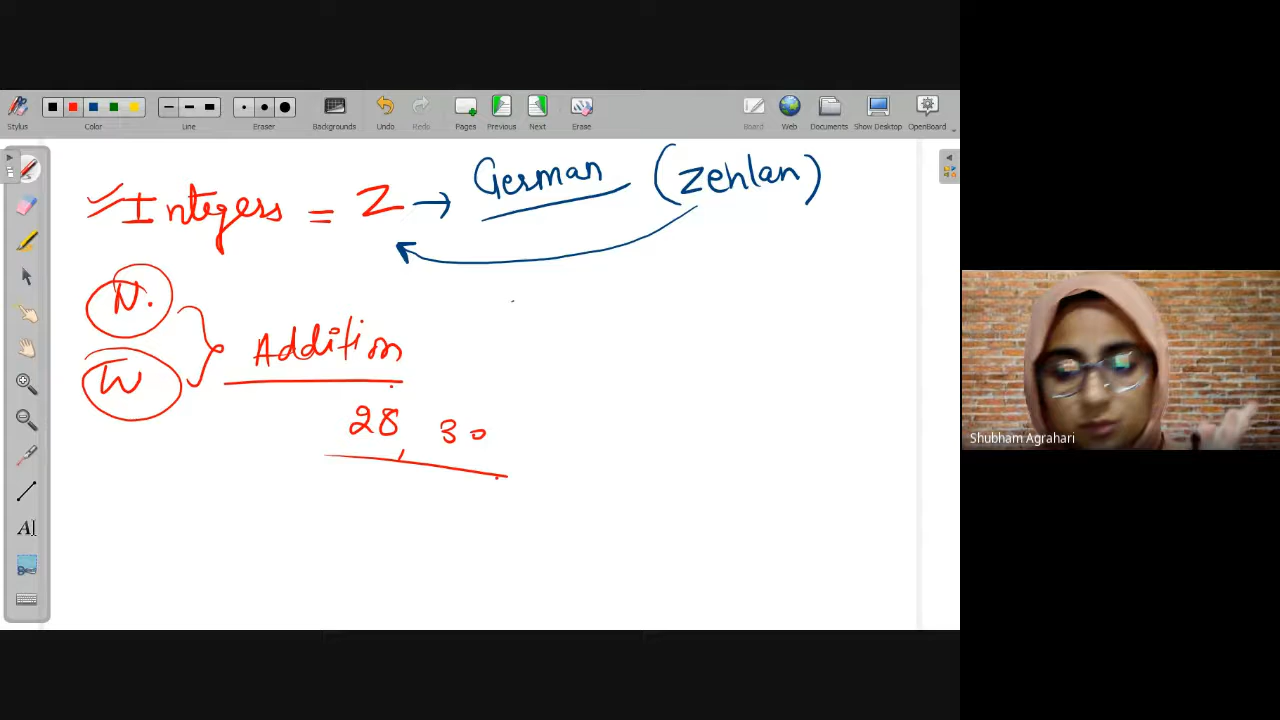 Stylus
Color
Line
Eraser
Backgrounds
Undo
Redo
Pages
Previous
Next
Erase
Board
Web
Documents
Show Desktop
OpenBoard
Integers = Z → German (Zehlan)
N.
W
Addition
28, 30
Shubham Agrahari